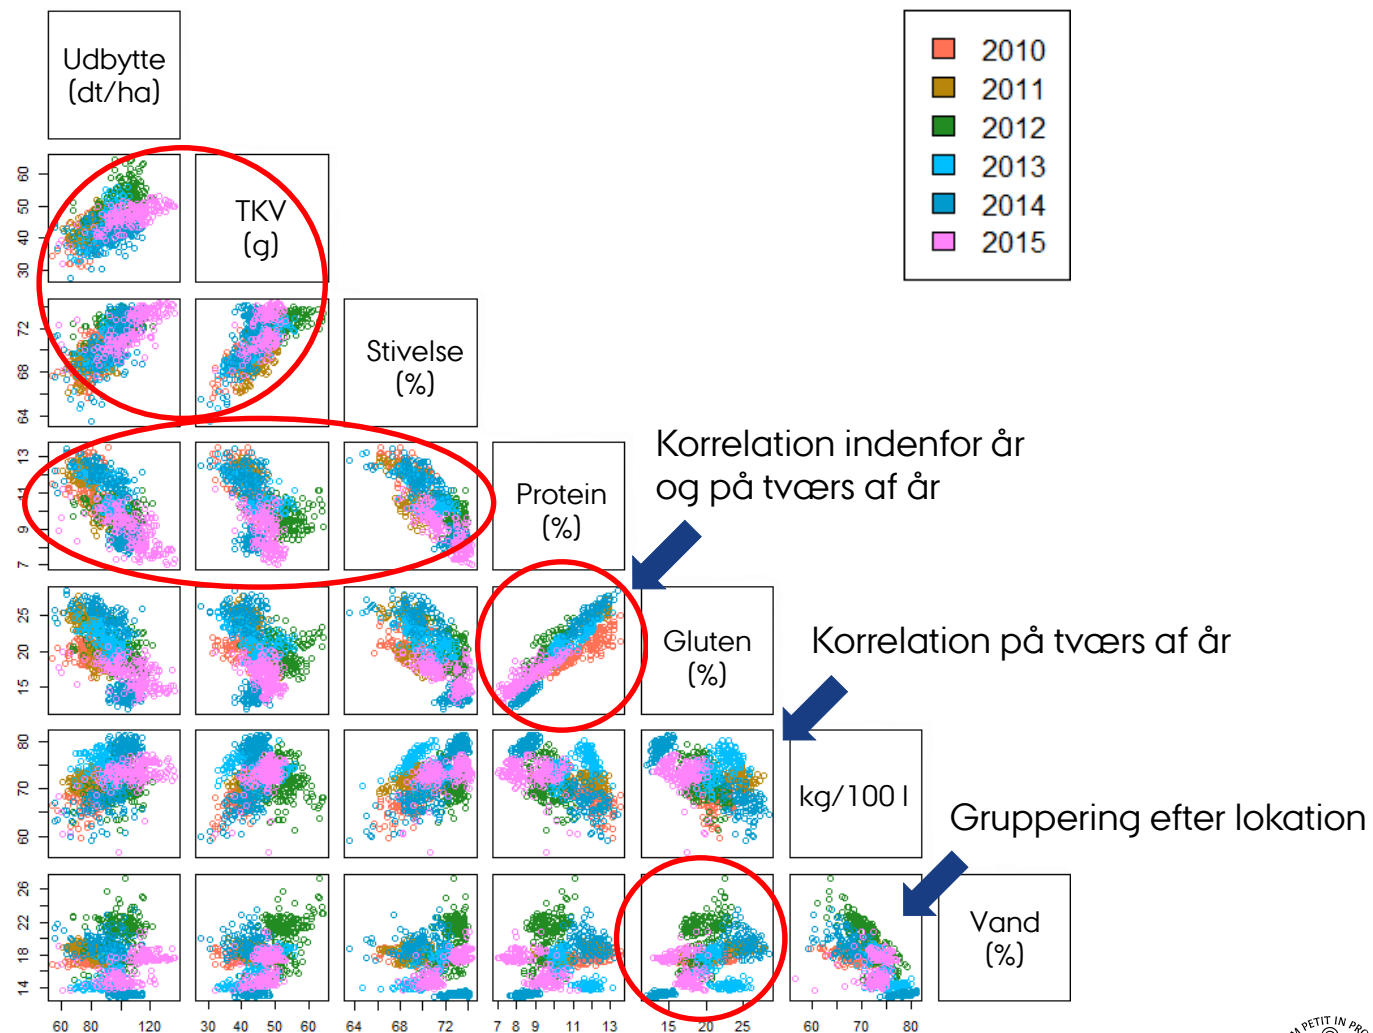 Udbytte
(dt/ha)
2010
2011
2012
2013
2014
2015
60
50
40
30
TKV
(g)
72
68
64
Stivelse
(%)
13
11
9
7
Protein
(%)
Korrelation indenfor år
og på tværs af år
25
20
15
Gluten
(%)
Korrelation på tværs af år
80
70
60
kg/100 l
Gruppering efter lokation
26
22
18
14
Vand
(%)
60 80 120 30 40 50 60 64 68 72 7 8 9 11 13 15 20 25 60 70 80
PETIT IN